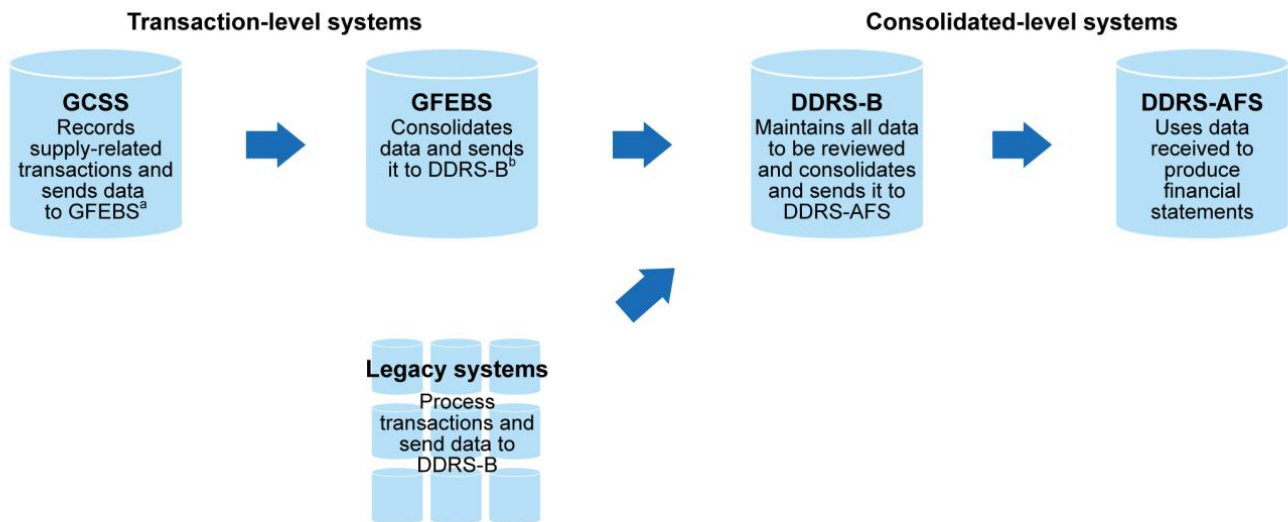 Transaction-level systems
Consolidated-level systems
GCSS
Records
supply-related
transactions and
sends data
to GFEBSᵃ
GFEBS
Consolidates
data and sends
it to DDRS-Bᵇ
DDRS-B
Maintains all data
to be reviewed
and consolidates
and sends it to
DDRS-AFS
DDRS-AFS
Uses data
received to
produce
financial
statements
Legacy systems
Process
transactions and
send data to
DDRS-B